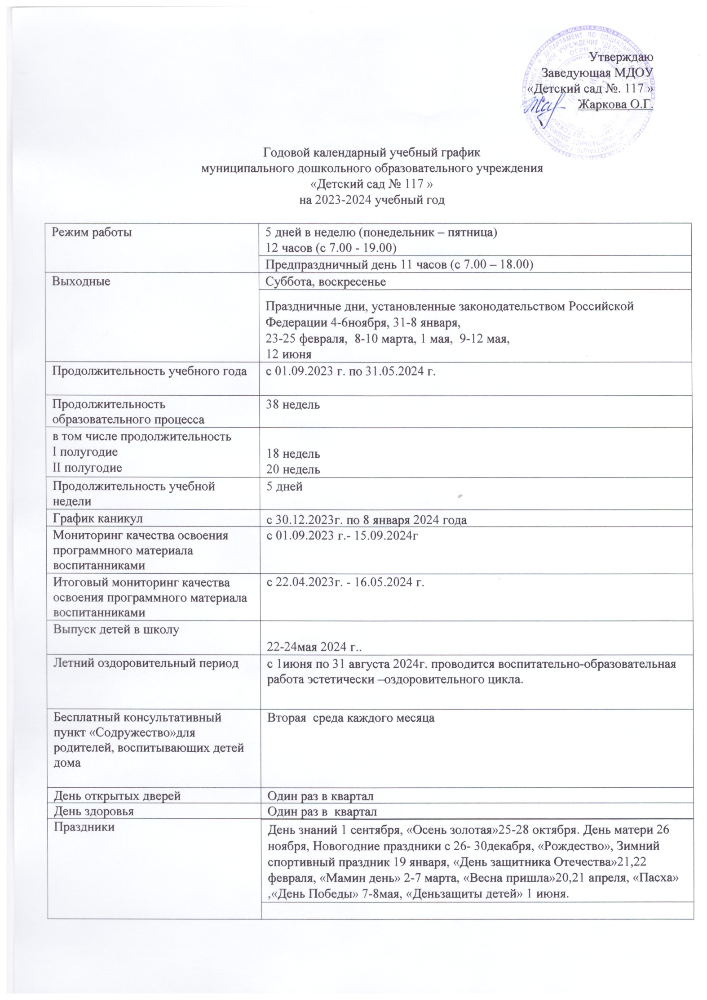 Утверждаю
Заведующая МДОУ
«Детский сад №. 117 »
Жаркова О.Г.
Годовой календарный учебный график
муниципального дошкольного образовательного учреждения
«Детский сад № 117 »
на 2023-2024 учебный год
Режим работы
5 дней в неделю (понедельник – пятница)
12 часов (с 7.00 - 19.00)
Предпраздничный день 11 часов (с 7.00 – 18.00)
Выходные
Суббота, воскресенье
Праздничные дни, установленные законодательством Российской
Федерации 4-6ноября, 31-8 января,
23-25 февраля,  8-10 марта, 1 мая,  9-12 мая,
12 июня
Продолжительность учебного года
с 01.09.2023 г. по 31.05.2024 г.
Продолжительность
образовательного процесса
38 недель
в том числе продолжительность
I полугодие
II полугодие
18 недель
20 недель
Продолжительность учебной
недели
5 дней
График каникул
с 30.12.2023г. по 8 января 2024 года
Мониторинг качества освоения
программного материала
воспитанниками
с 01.09.2023 г.- 15.09.2024г
Итоговый мониторинг качества
освоения программного материала
воспитанниками
с 22.04.2023г. - 16.05.2024 г.
Выпуск детей в школу
22-24мая 2024 г..
Летний оздоровительный период
с 1июня по 31 августа 2024г. проводится воспитательно-образовательная
работа эстетически –оздоровительного цикла.
Бесплатный консультативный
пункт «Содружество»для
родителей, воспитывающих детей
дома
Вторая  среда каждого месяца
День открытых дверей
Один раз в квартал
День здоровья
Один раз в  квартал
Праздники
День знаний 1 сентября, «Осень золотая»25-28 октября. День матери 26
ноября, Новогодние праздники с 26- 30декабря, «Рождество», Зимний
спортивный праздник 19 января, «День защитника Отечества»21,22
февраля, «Мамин день» 2-7 марта, «Весна пришла»20,21 апреля, «Пасха»
,«День Победы» 7-8мая, «Деньзащиты детей» 1 июня.